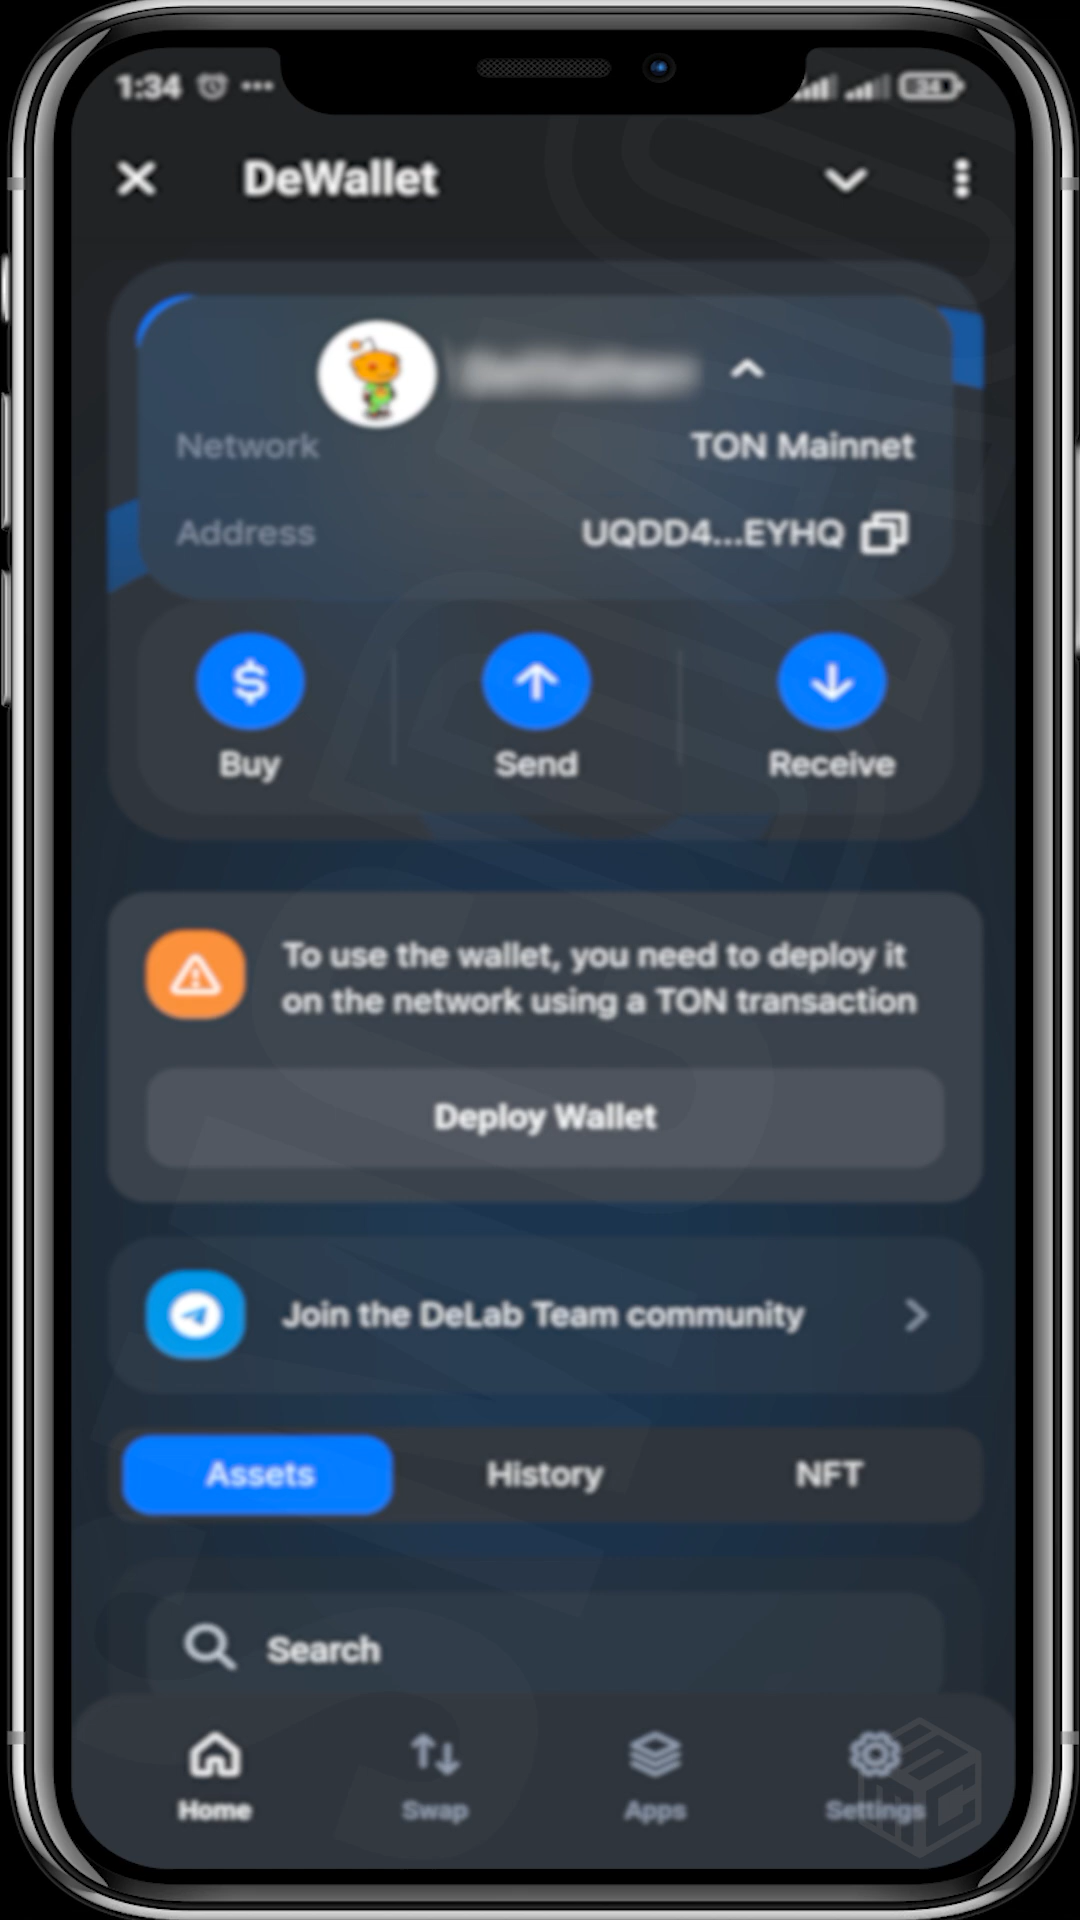 1:34
34
DeWallet
Network
TON Mainnet
Address
UQDD4...EYHQ
Buy
Send
Receive
To use the wallet, you need to deploy it
on the network using a TON transaction
Deploy Wallet
Join the DeLab Team community
Assets
History
NFT
Search
Home
Swap
Apps
Settings